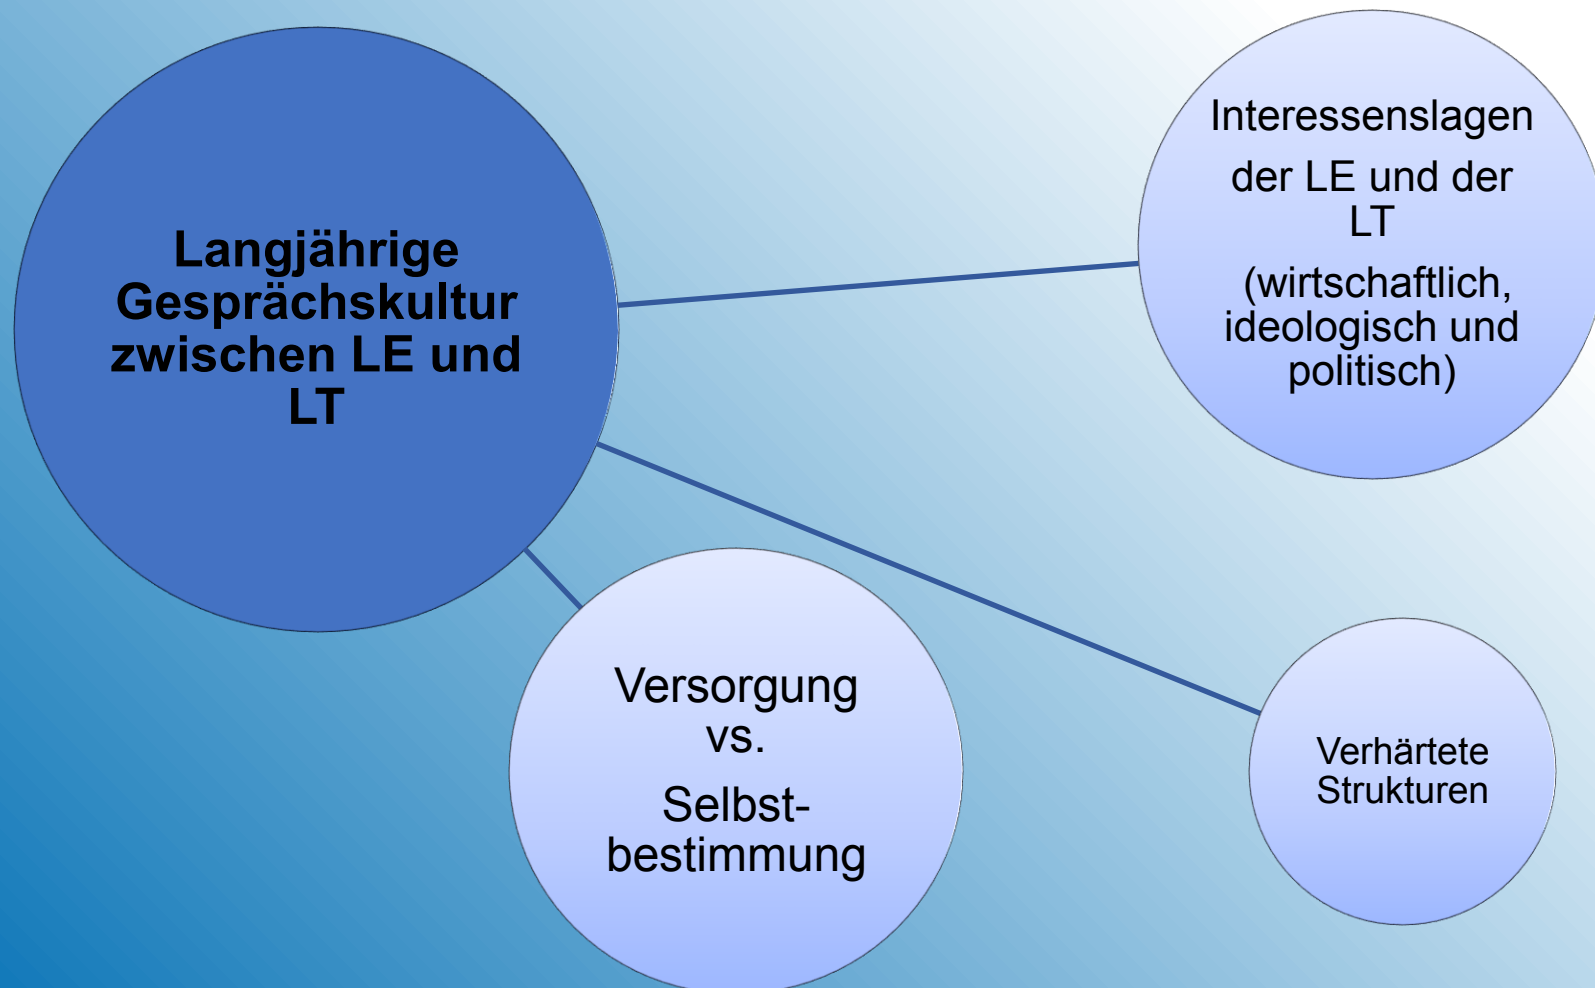 Langjährige
Gesprächskultur
zwischen LE und
LT
Interessenslagen
der LE und der
LT
(wirtschaftlich,
ideologisch und
politisch)
Versorgung
vs.
Selbst-
bestimmung
Verhärtete
Strukturen